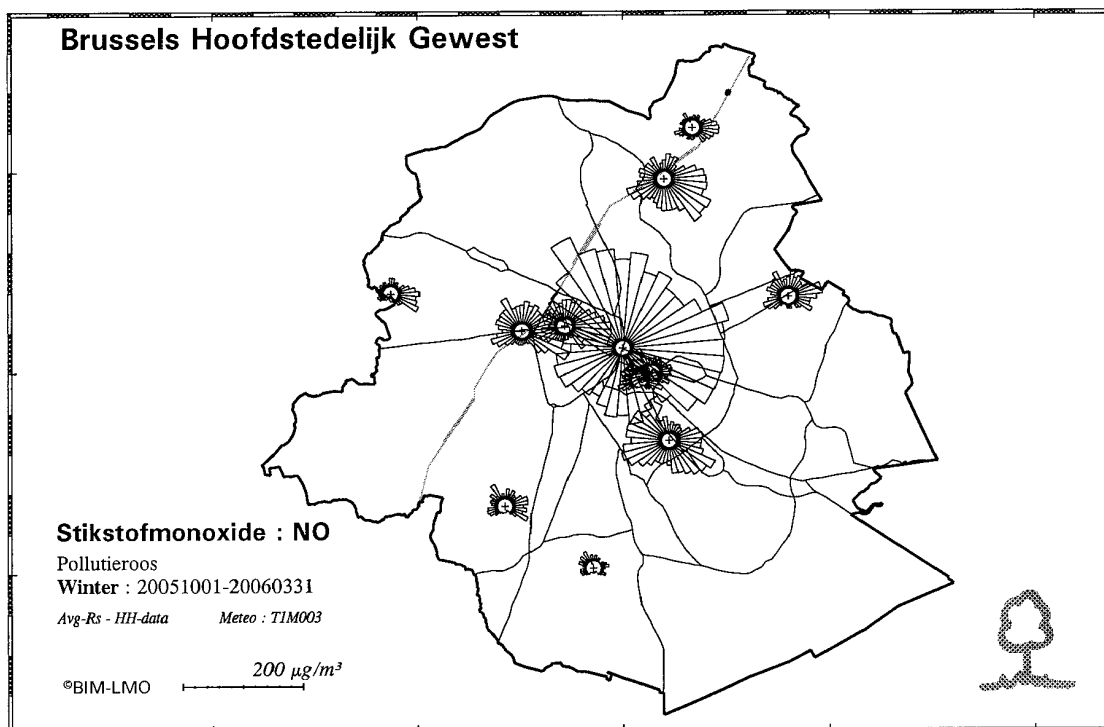 Brussels Hoofdstedelijk Gewest
Stikstofmonoxide : NO
Pollutieroos
Winter : 20051001-20060331
Avg-Rs - HH-data Meteo : T1M003
©BIM-LMO 200 µg/m³